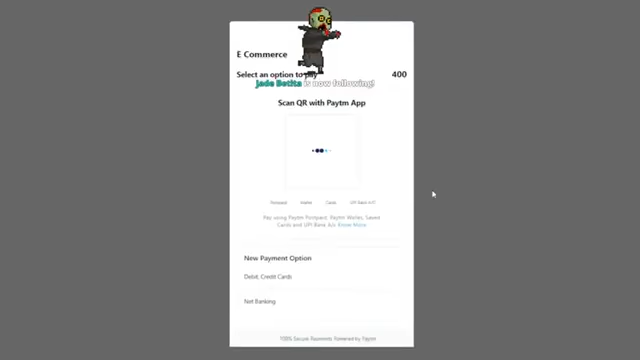 E Commerce
Select an option to pay 400
Jade Betita is now following!
Scan QR with Paytm App
Postpaid Wallet Cards UPI Bank A/C
Pay using Paytm Postpaid, Paytm Wallet, Saved
Cards and UPI Bank A/c. Know More
New Payment Option
Debit, Credit Cards
Net Banking
100% Secure Payments Powered by Paytm